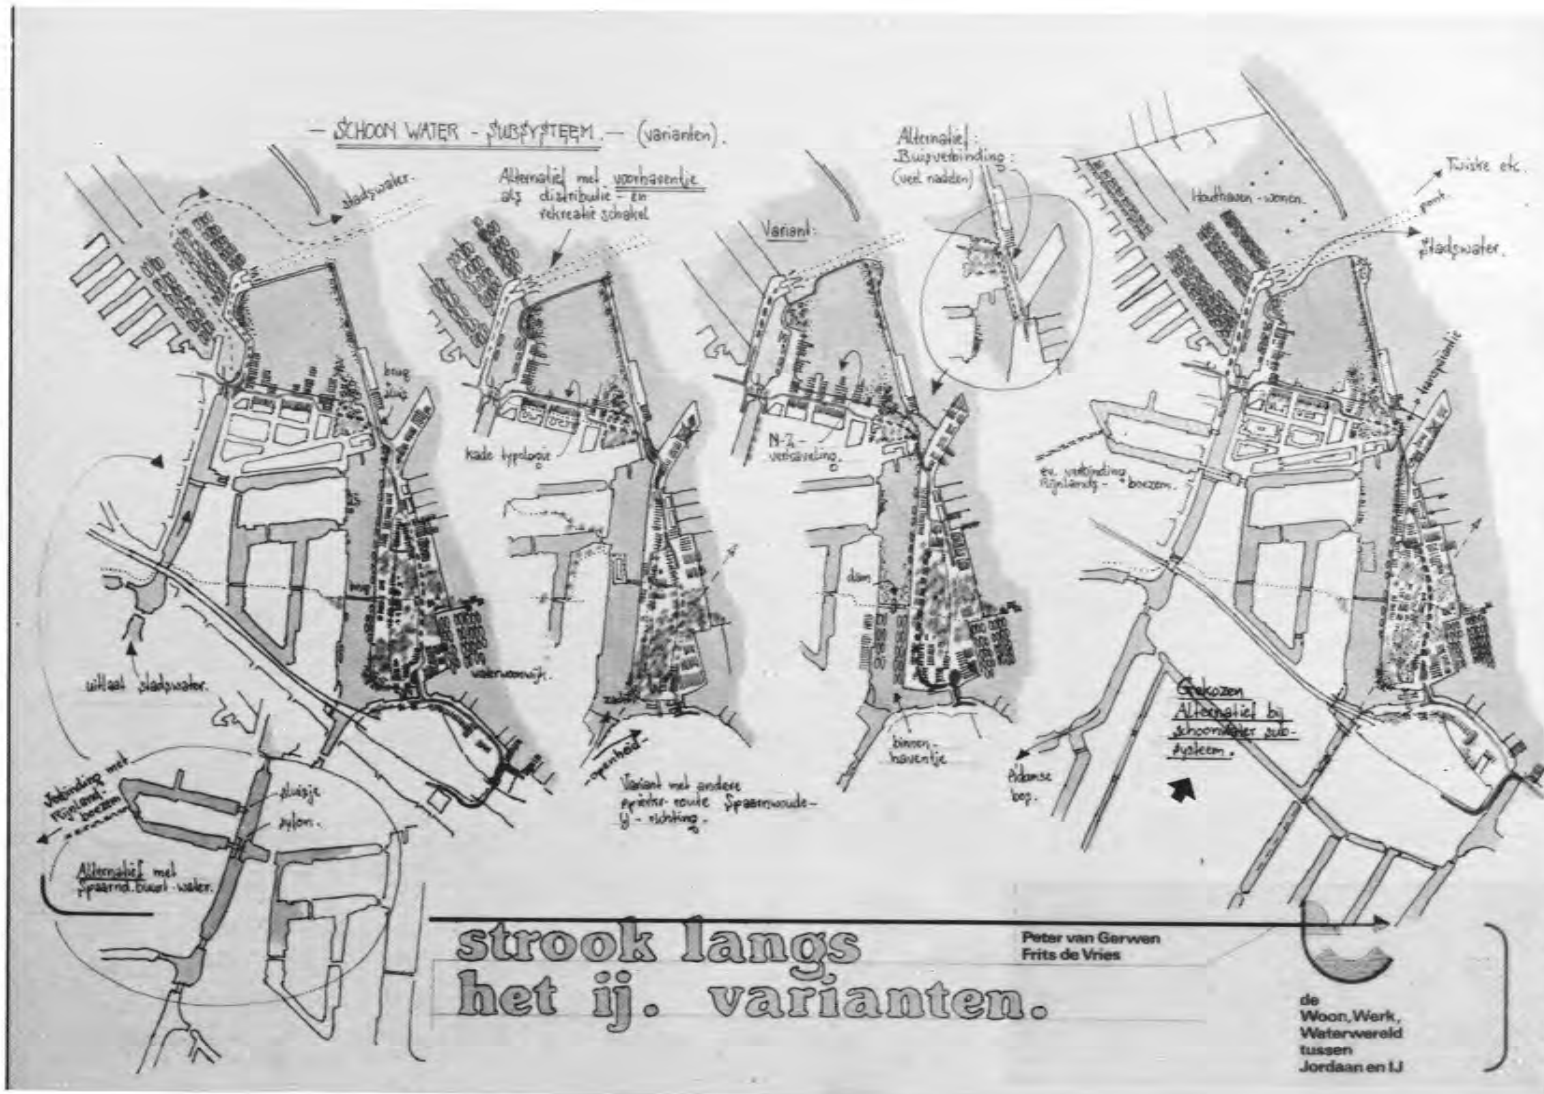 — SCHOON WATER - SUBSYSTEEM. — (varianten).
stadswater.
Alternatief met voorhaventje
als distributie - en
rekreatie schakel
Variant:
Alternatief:
Buisverbinding:
(veel nadelen)
Houthaven-wonen.
Twiske etc.
pont.
Stadswater.
brug
sluis
kade typologie
N-Z-
verkaveling.
ev. verbinding
Rijnlands - boezem.
dam
uitlaat stadswater.
waterwoonwijk.
openheid
Variant met andere
route Spaarnwoude-
IJ - richting.
binnen-
haventje
Gekozen
Alternatief bij
schoonwater sub-
systeem.
Verbinding met
Rijnland
boezem
sluisje
pylon.
Alternatief met
Spaarnd.buurt-water.
strook langs
het ij. varianten.
Peter van Gerwen
Frits de Vries
de
Woon, Werk,
Waterwereld
tussen
Jordaan en IJ